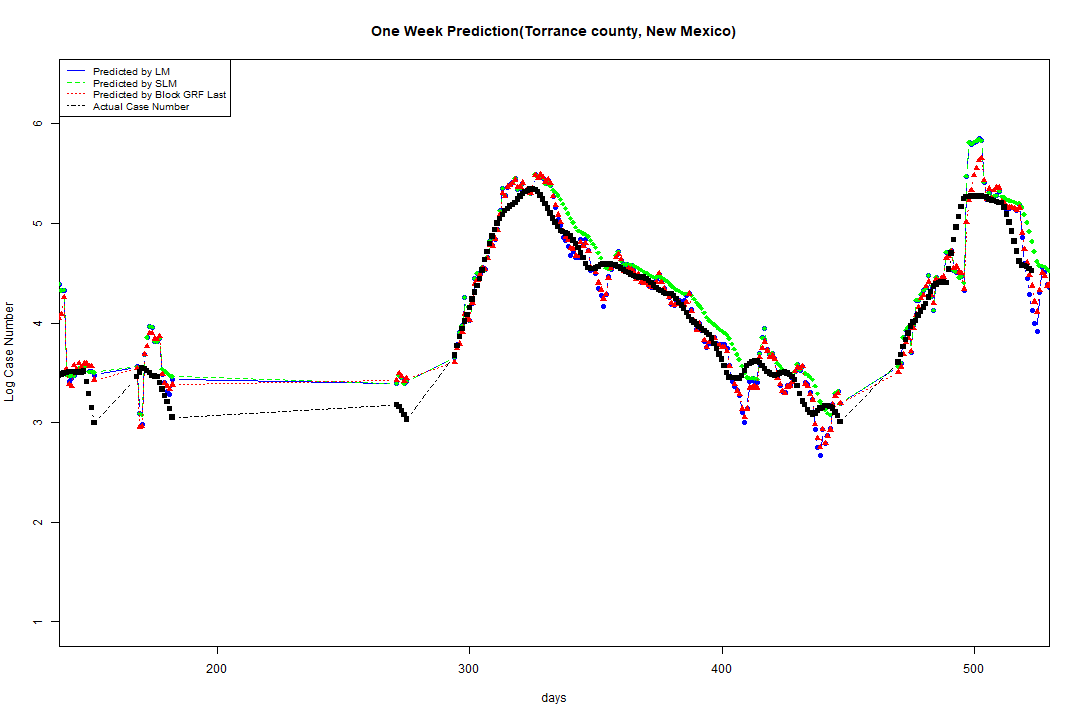 One Week Prediction(Torrance county, New Mexico)
Predicted by LM
Predicted by SLM
Predicted by Block GRF Last
Actual Case Number
6
5
4
3
2
1
Log Case Number
200 300 400 500
days